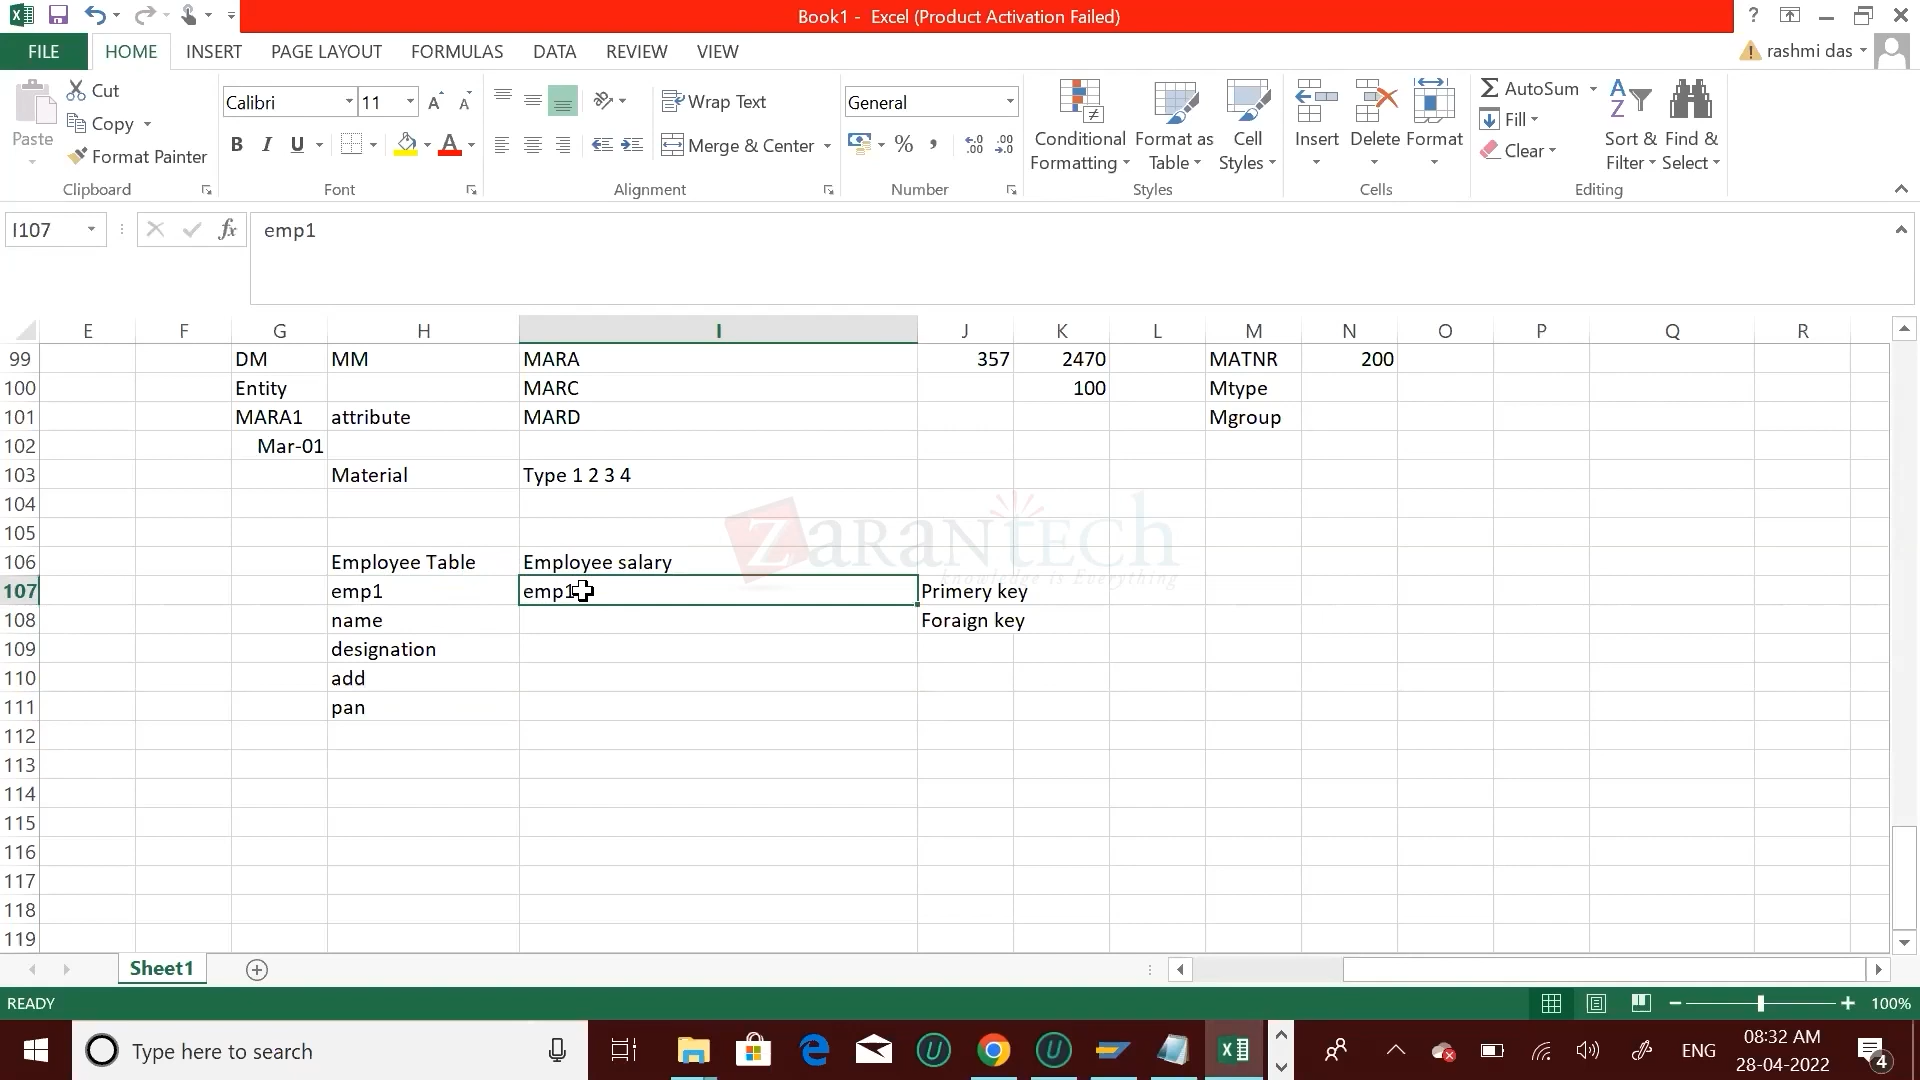 Book1 - Excel (Product Activation Failed)
FILE HOME INSERT PAGE LAYOUT FORMULAS DATA REVIEW VIEW rashmi das
Paste Cut Copy Format Painter Clipboard
Calibri 11 B I U Font
Wrap Text Merge & Center Alignment
General % Number
Conditional Formatting Format as Table Cell Styles Styles
Insert Delete Format Cells
AutoSum Fill Clear Sort & Filter Find & Select Editing
I107 fx emp1
E F G H I J K L M N O P Q R
99 DM MM MARA 357 2470 MATNR 200
100 Entity MARC 100 Mtype
101 MARA1 attribute MARD Mgroup
102 Mar-01
103 Material Type 1 2 3 4
104
105
zarantech
106 Employee Table Employee salary
knowledge is Everything
107 emp1 emp1 Primery key
108 name Foraign key
109 designation
110 add
111 pan
112
113
114
115
116
117
118
119
Sheet1
READY 100%
Type here to search ENG 08:32 AM
28-04-2022 4